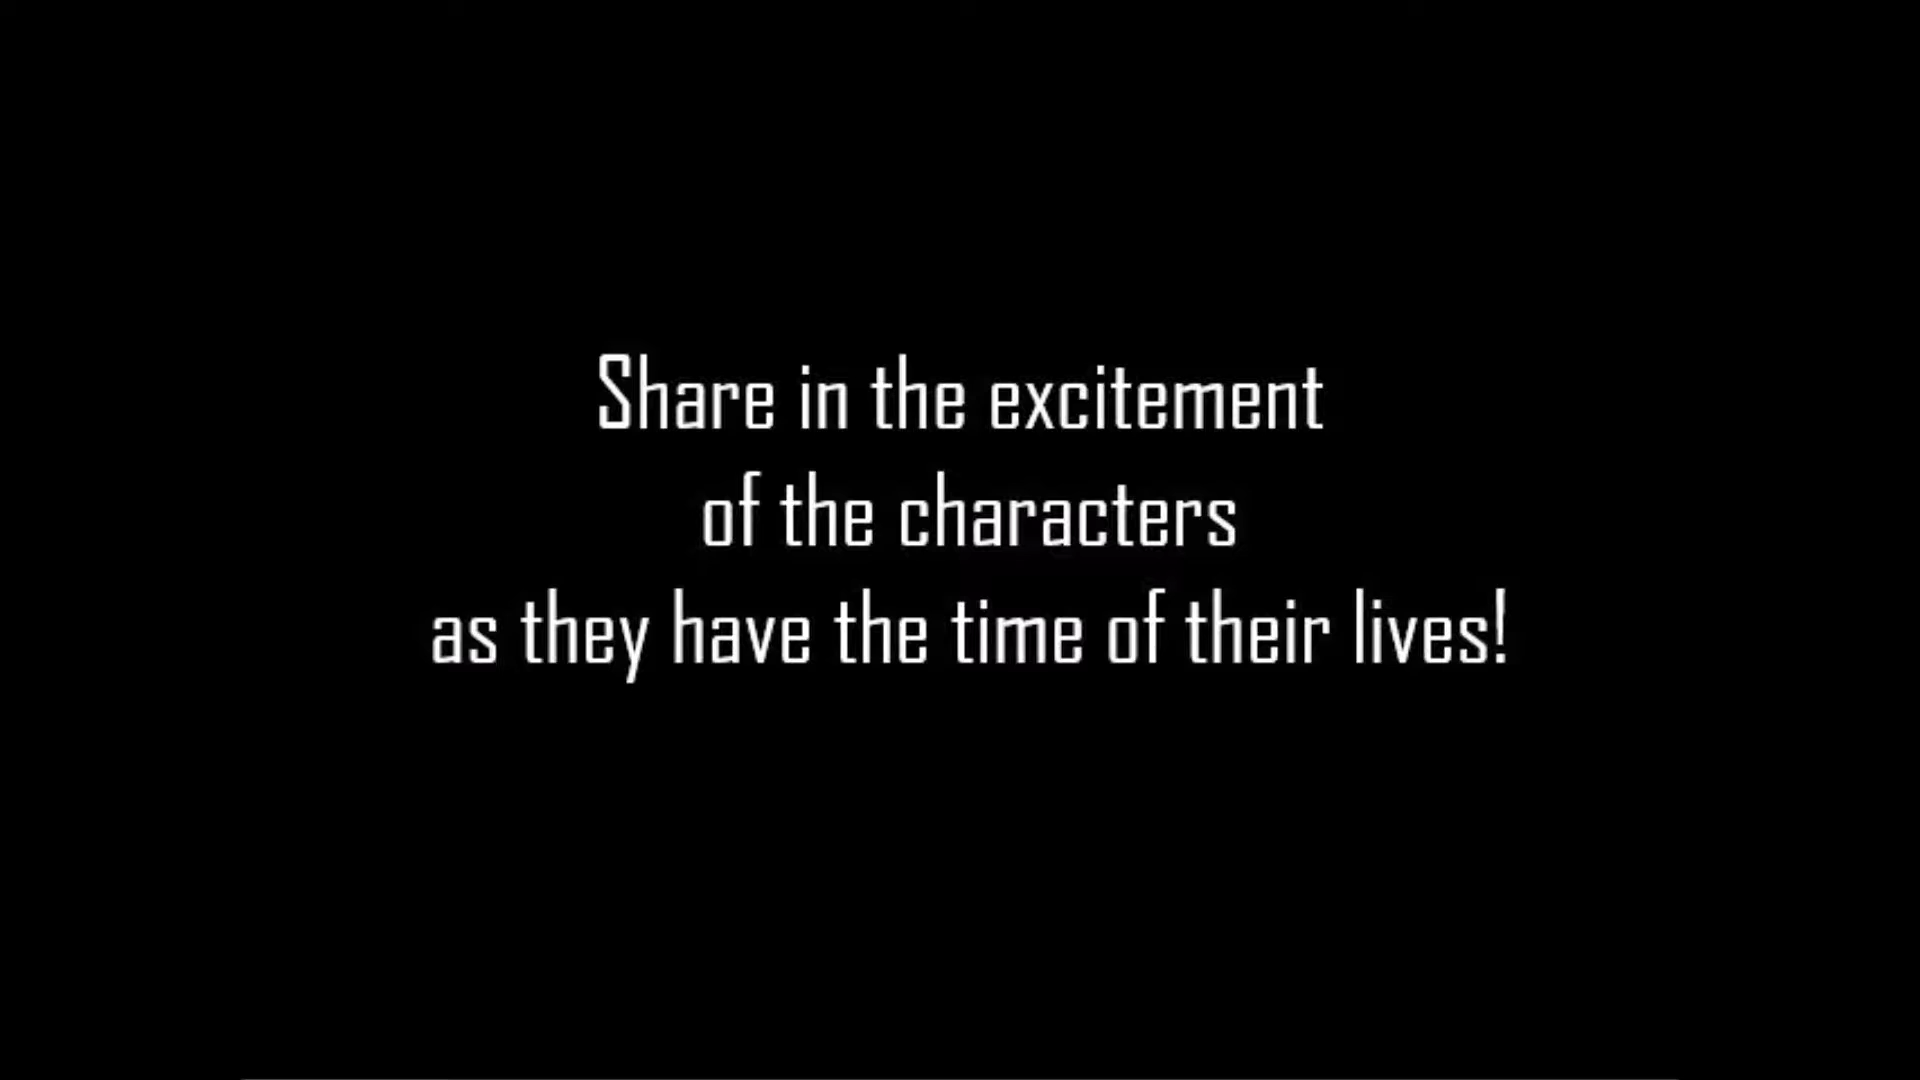 Share in the excitement
of the characters
as they have the time of their lives!